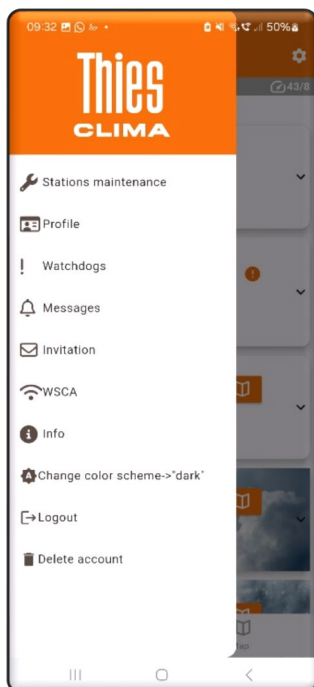 09:32
50%
Thies
CLIMA
43/8
Stations maintenance
Profile
Watchdogs
Messages
Invitation
WSCA
Info
Change color scheme->"dark"
Logout
Delete account